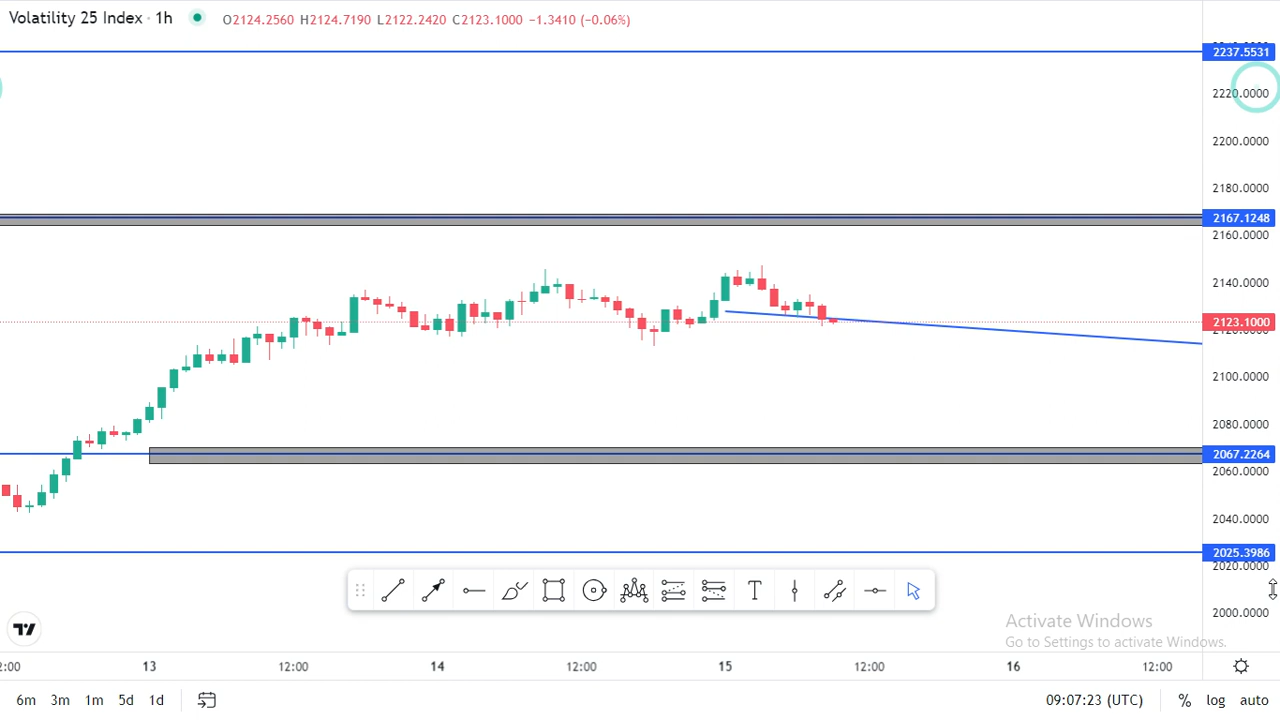 Volatility 25 Index · 1h O2124.2560 H2124.7190 L2122.2420 C2123.1000 −1.3410 (−0.06%)
2237.5531
2220.0000
2200.0000
2180.0000
2167.1248
2160.0000
2140.0000
2123.1000
2100.0000
2080.0000
2067.2264
2060.0000
2040.0000
2025.3986
2020.0000
2000.0000
T
Activate Windows
Go to Settings to activate Windows.
13 12:00 14 12:00 15 12:00 16 12:00
6m 3m 1m 5d 1d 09:07:23 (UTC) % log auto